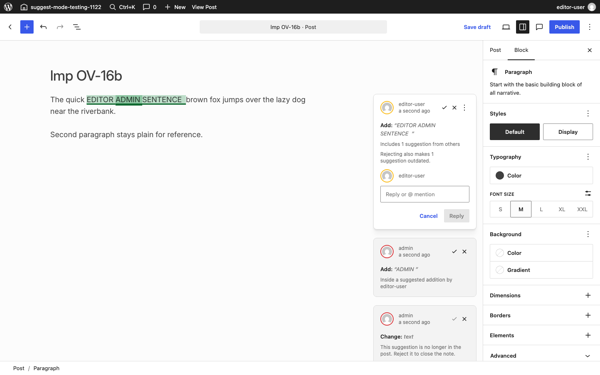 suggest-mode-testing-1122 Ctrl+K 0 New View Post editor-user
Imp OV-16b · Post Save draft Publish
Imp OV-16b
The quick EDITOR ADMIN SENTENCE brown fox jumps over the lazy dog
near the riverbank.
Second paragraph stays plain for reference.
editor-user
a second ago
Add: "EDITOR ADMIN
SENTENCE "
Includes 1 suggestion from others
Rejecting also makes 1
suggestion outdated.
editor-user
Reply or @ mention
Cancel Reply
admin
a second ago
Add: "ADMIN "
Inside a suggested addition by
editor-user
admin
a second ago
Change: text
This suggestion is no longer in the
post. Reject it to close the note.
Post Block
Paragraph
Start with the basic building block of
all narrative.
Styles
Default Display
Typography
Color
FONT SIZE
S M L XL XXL
Background
Color
Gradient
Dimensions
Borders
Elements
Advanced
Post / Paragraph